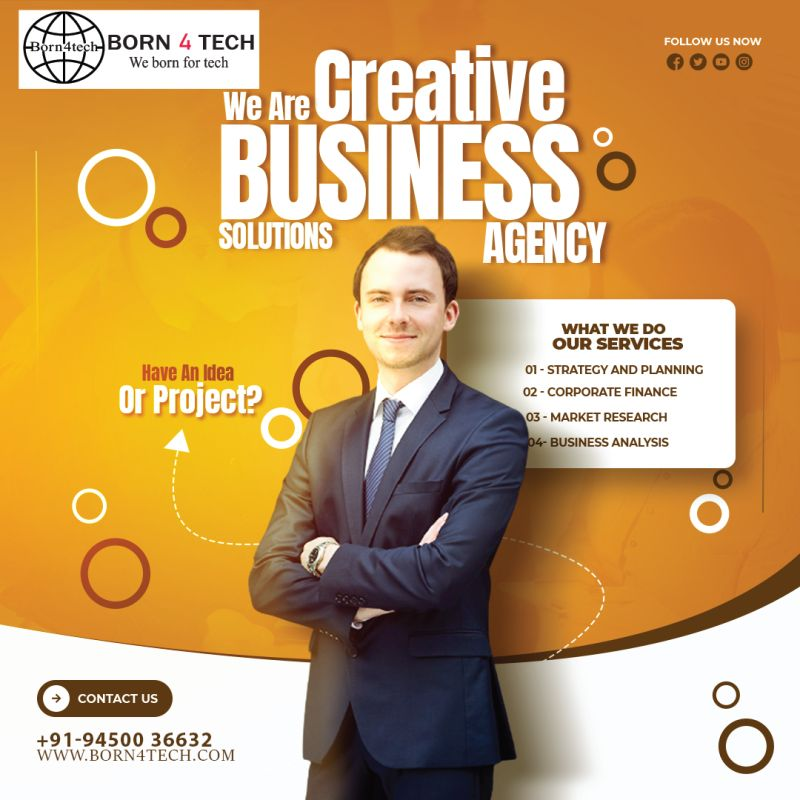 Born4tech
BORN 4 TECH
We born for tech
FOLLOW US NOW
We Are Creative
BUSINESS
SOLUTIONS AGENCY
WHAT WE DO
OUR SERVICES
01 - STRATEGY AND PLANNING
02 - CORPORATE FINANCE
03 - MARKET RESEARCH
04- BUSINESS ANALYSIS
Have An Idea
Or Project?
CONTACT US
+91-94500 36632
WWW.BORN4TECH.COM